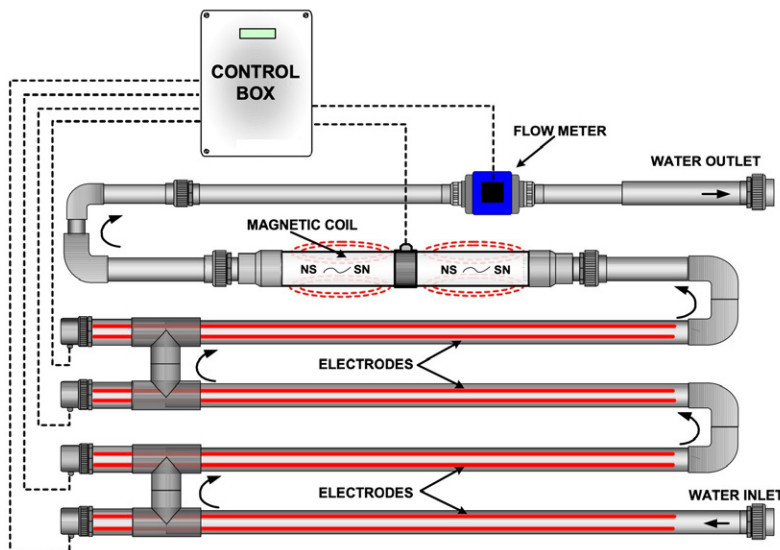 CONTROL
BOX
FLOW METER
WATER OUTLET
MAGNETIC COIL
NS SN
NS SN
ELECTRODES
ELECTRODES
WATER INLET